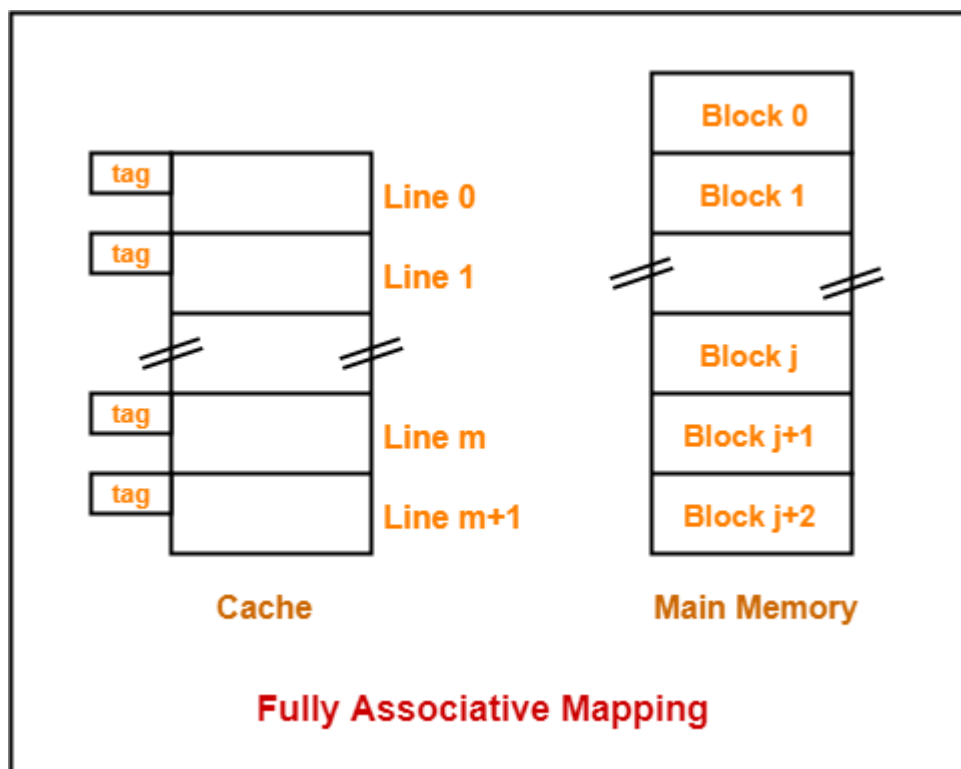 tag
Line 0
tag
Line 1
tag
Line m
tag
Line m+1
Cache
Block 0
Block 1
Block j
Block j+1
Block j+2
Main Memory
Fully Associative Mapping